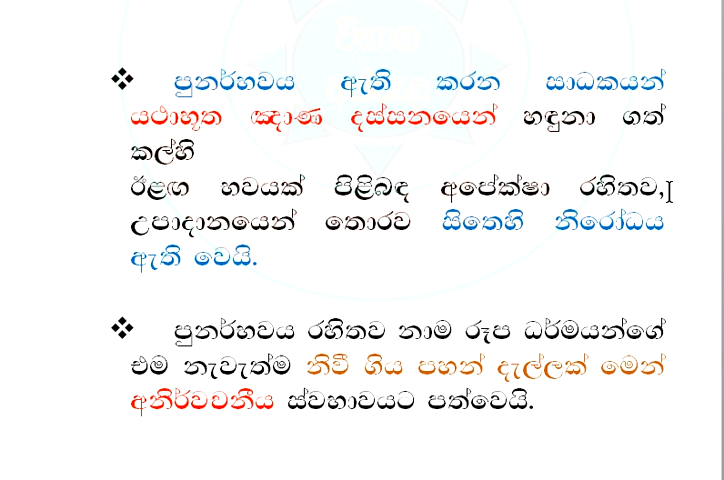 ❖ පුනර්භවය ඇති කරන සාධකයන්
යථාභූත ඤාණ දස්සනයෙන් හඳුනා ගත්
කල්හි
ඊළඟ භවයක් පිළිබඳ අපේක්ෂා රහිතව,
උපාදානයෙන් තොරව සිතෙහි නිරෝධය
ඇති වෙයි.
❖ පුනර්භවය රහිතව නාම රූප ධර්මයන්ගේ
එම නැවැත්ම නිවී ගිය පහන් දැල්ලක් මෙන්
අනිර්වචනීය ස්වභාවයට පත්වෙයි.